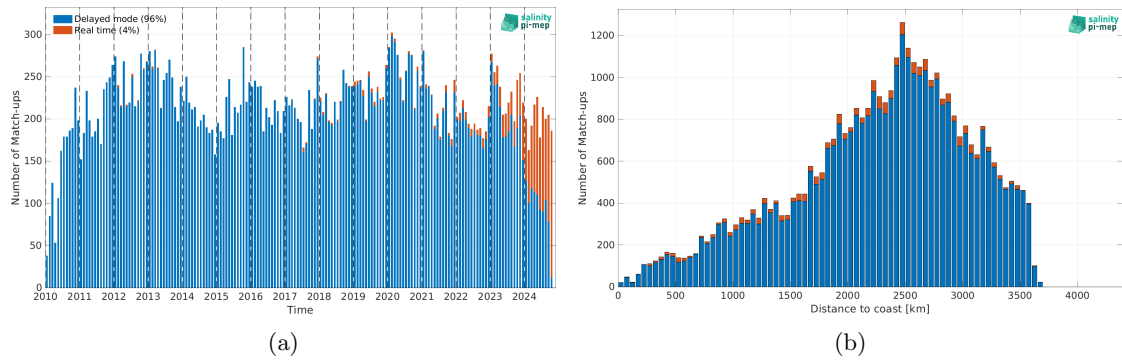 Delayed mode (96%)
Real time (4%)
salinity
pi-mep
300
250
200
150
100
50
0
Number of Match-ups
2010 2011 2012 2013 2014 2015 2016 2017 2018 2019 2020 2021 2022 2023 2024
Time
(a)
salinity
pi-mep
1200
1000
800
600
400
200
0
Number of Match-ups
0 500 1000 1500 2000 2500 3000 3500 4000
Distance to coast [km]
(b)